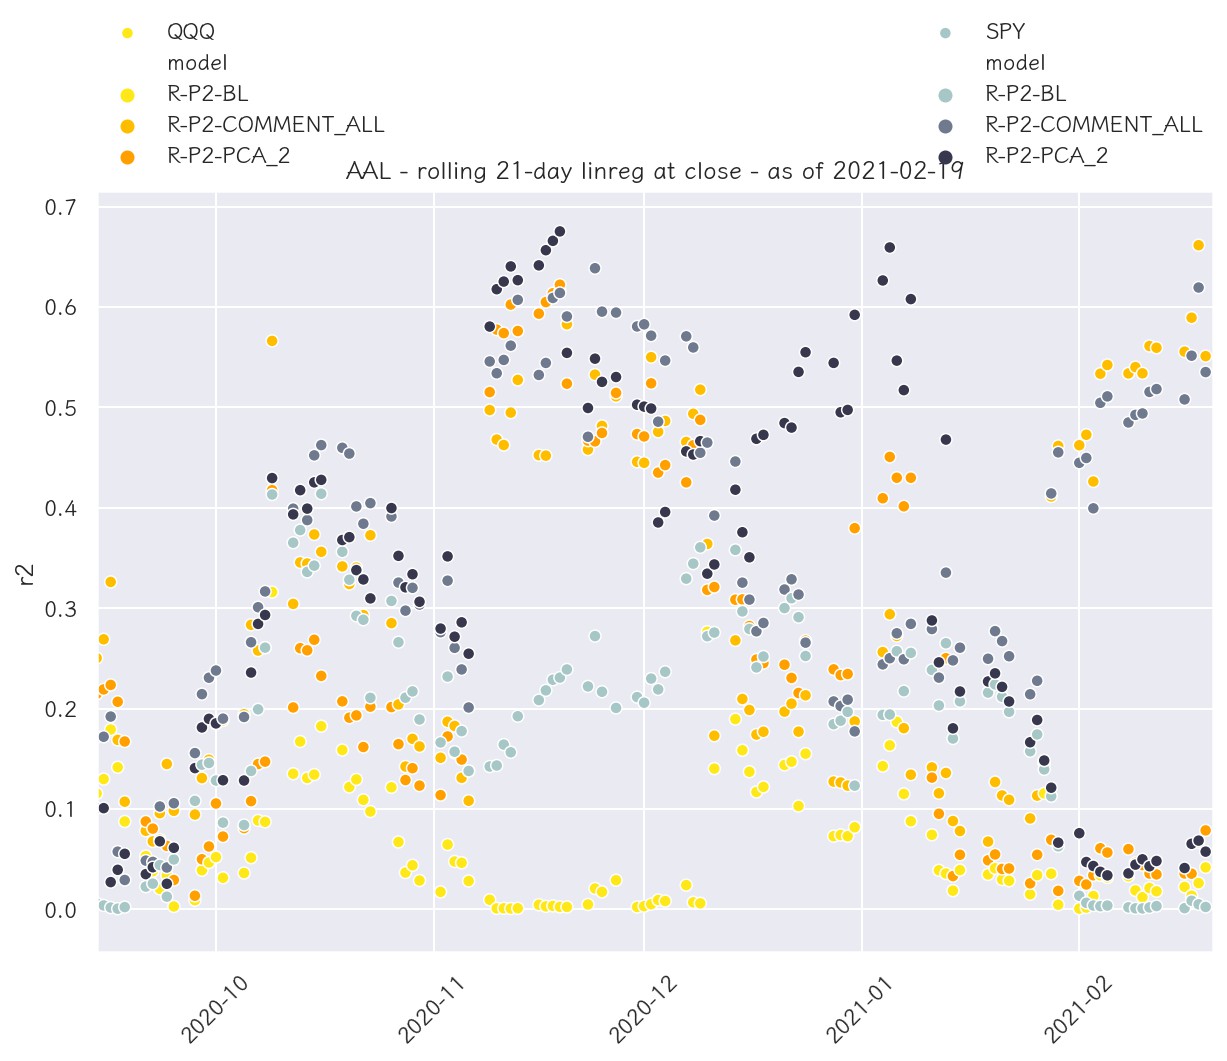 QQQ
model
R-P2-BL
R-P2-COMMENT_ALL
R-P2-PCA_2
SPY
model
R-P2-BL
R-P2-COMMENT_ALL
R-P2-PCA_2
AAL - rolling 21-day linreg at close - as of 2021-02-19
0.7
0.6
0.5
0.4
0.3
0.2
0.1
0.0
r2
2020-10
2020-11
2020-12
2021-01
2021-02